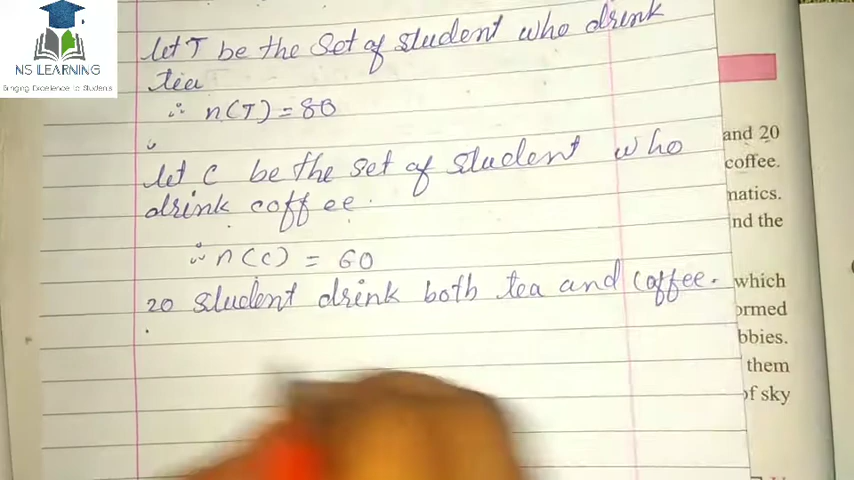 NS LEARNING
Bringing Excellence to Students
let T be the set of student who drink
tea
∴ n(T) = 80
let C be the set of student who
drink coffee.
∴ n(C) = 60
20 student drink both tea and coffee.
and 20
coffee.
matics.
nd the
which
ormed
bbies.
them
of sky